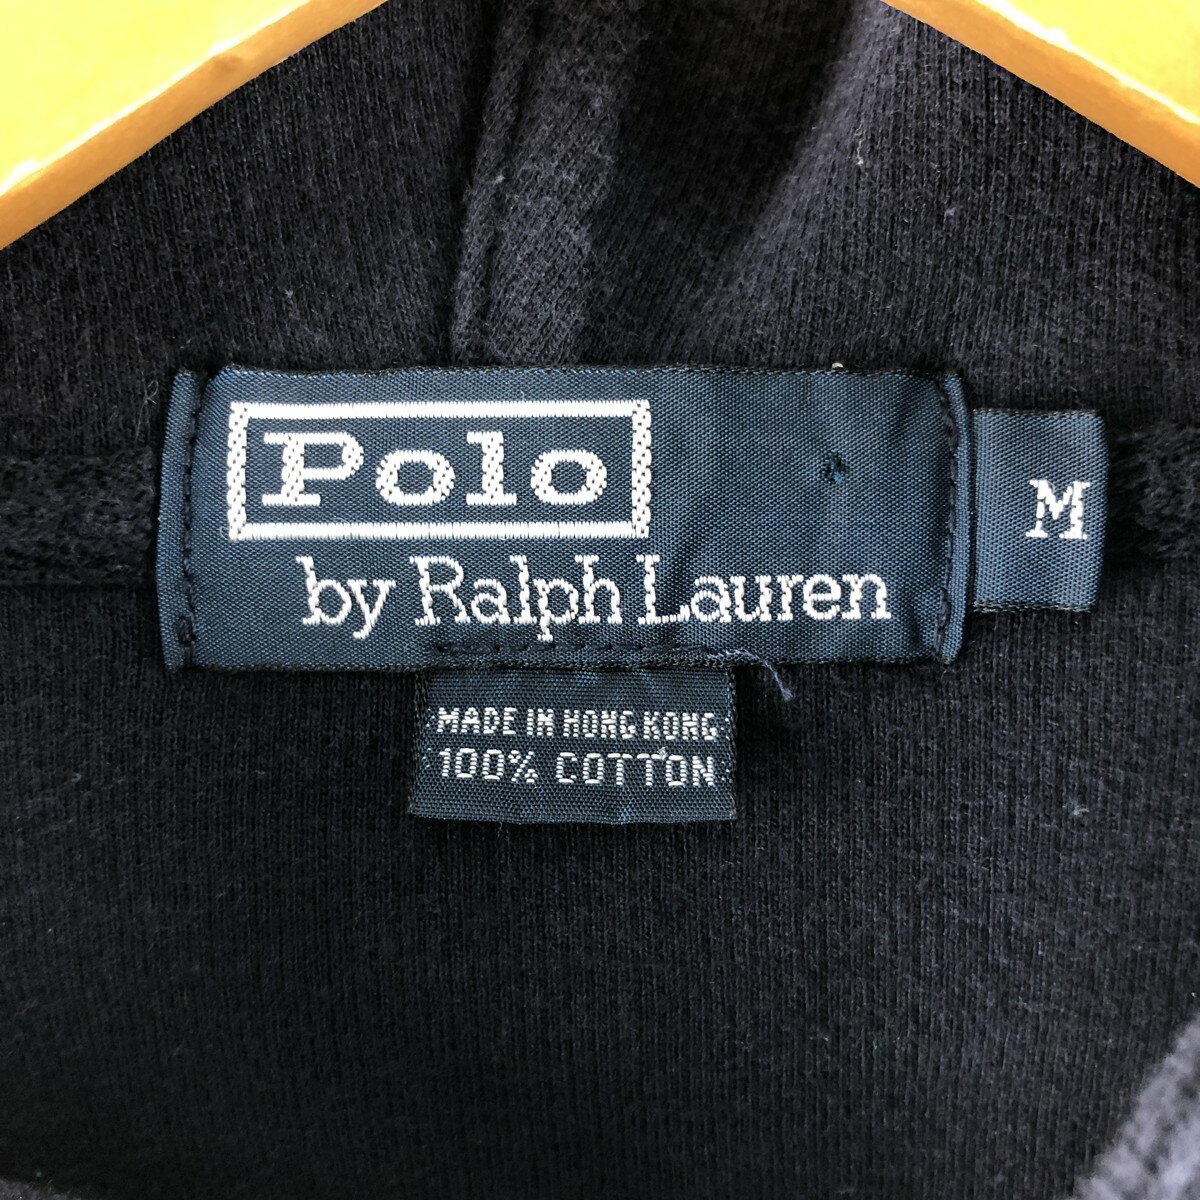 Polo
by Ralph Lauren
M
MADE IN HONG KONG
100% COTTON